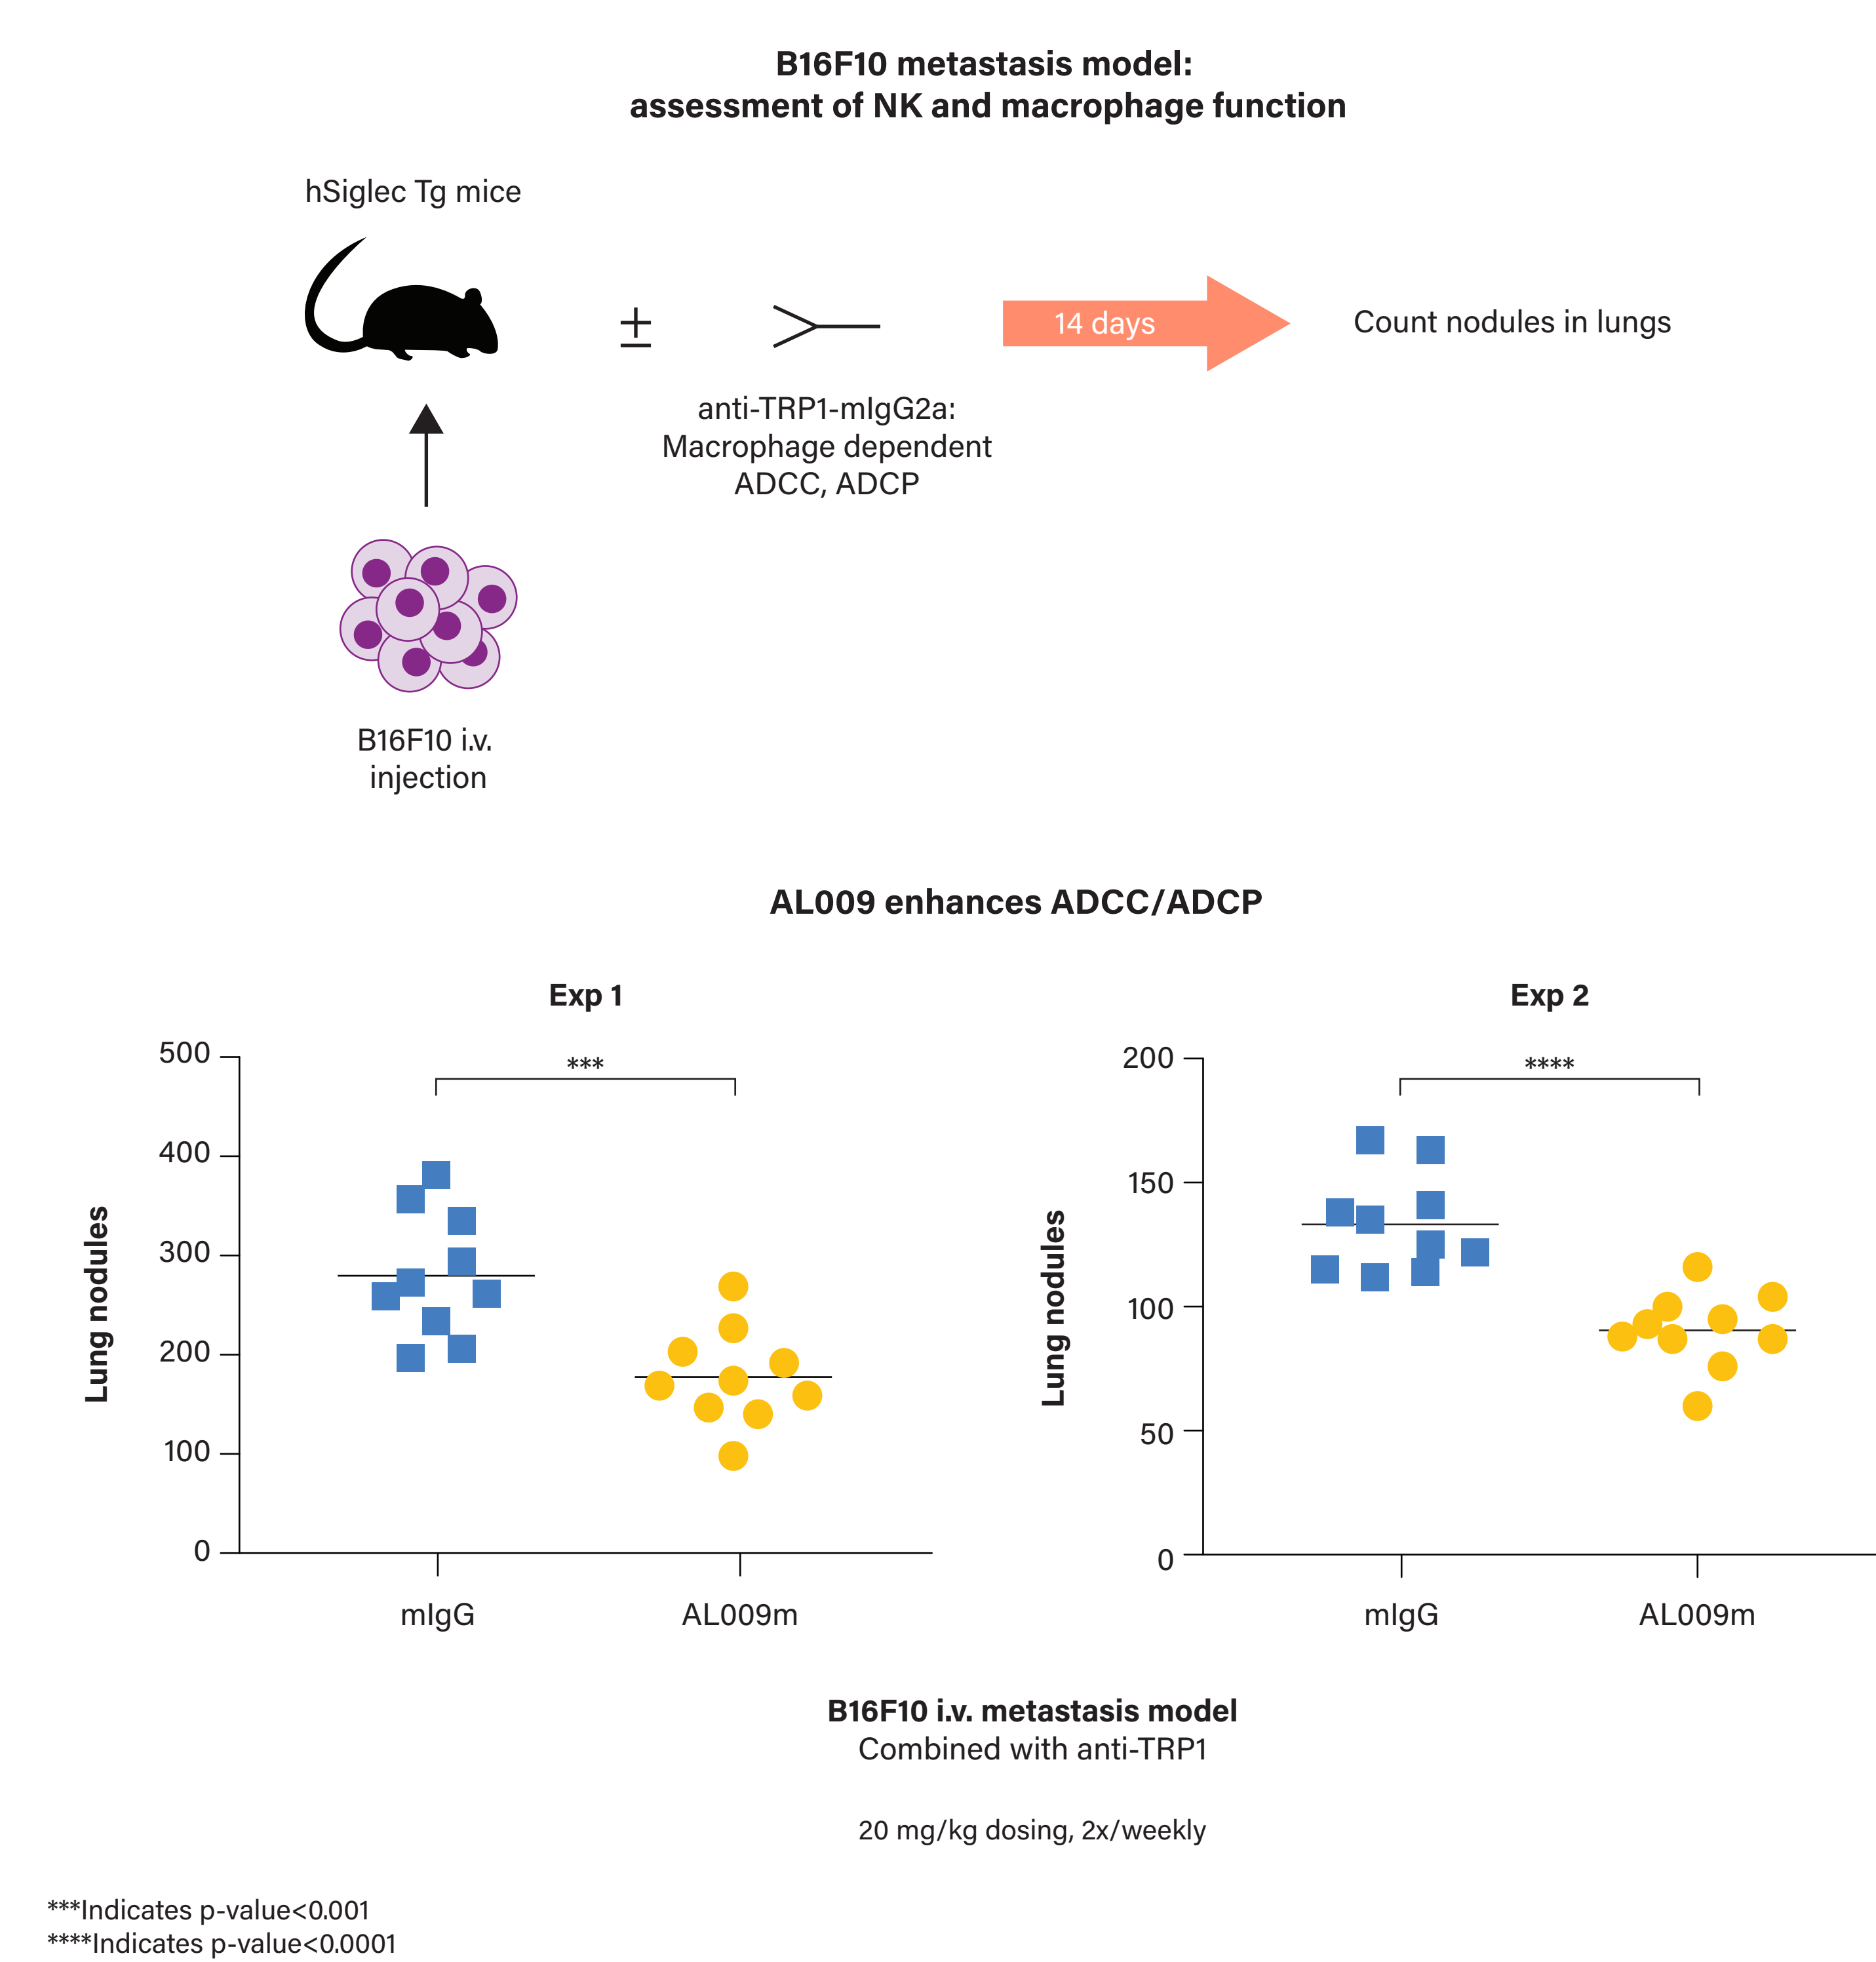 B16F10 metastasis model:
assessment of NK and macrophage function
hSiglec Tg mice
±
14 days
Count nodules in lungs
anti-TRP1-mIgG2a:
Macrophage dependent
ADCC, ADCP
B16F10 i.v.
injection
AL009 enhances ADCC/ADCP
Exp 1
***
Lung nodules
500
400
300
200
100
0
mIgG
AL009m
Exp 2
****
Lung nodules
200
150
100
50
0
mIgG
AL009m
B16F10 i.v. metastasis model
Combined with anti-TRP1
20 mg/kg dosing, 2x/weekly
***Indicates p-value<0.001
****Indicates p-value<0.0001